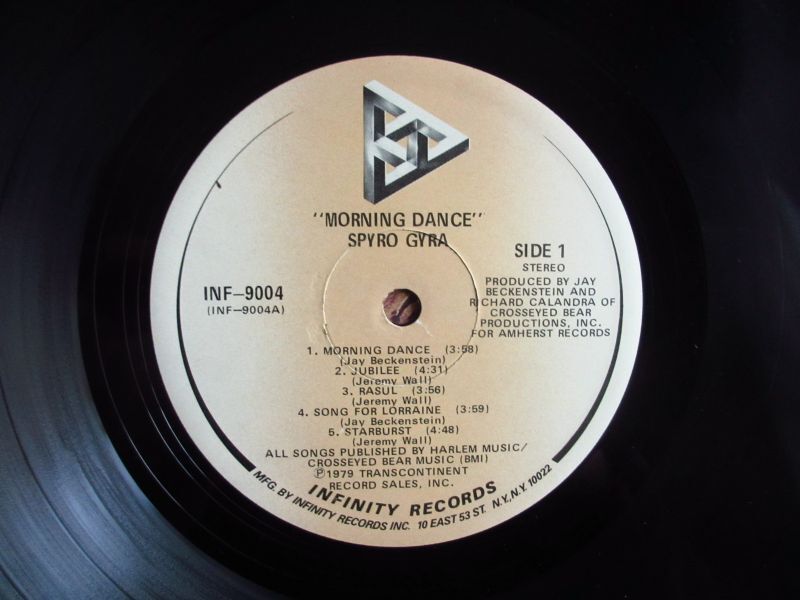 "MORNING DANCE"
SPYRO GYRA
SIDE 1
STEREO
INF-9004
(INF-9004A)
PRODUCED BY JAY
BECKENSTEIN AND
RICHARD CALANDRA OF
CROSSEYED BEAR
PRODUCTIONS, INC.
FOR AMHERST RECORDS
1. MORNING DANCE (3:58)
(Jay Beckenstein)
2. JUBILEE (4:31)
(Jeremy Wall)
3. RASUL (3:56)
(Jeremy Wall)
4. SONG FOR LORRAINE (3:59)
(Jay Beckenstein)
5. STARBURST (4:48)
(Jeremy Wall)
ALL SONGS PUBLISHED BY HARLEM MUSIC/
CROSSEYED BEAR MUSIC (BMI)
Ⓟ1979 TRANSCONTINENT
RECORD SALES, INC.
INFINITY RECORDS
MFG. BY INFINITY RECORDS INC. 10 EAST 53 ST. N.Y. N.Y. 10022